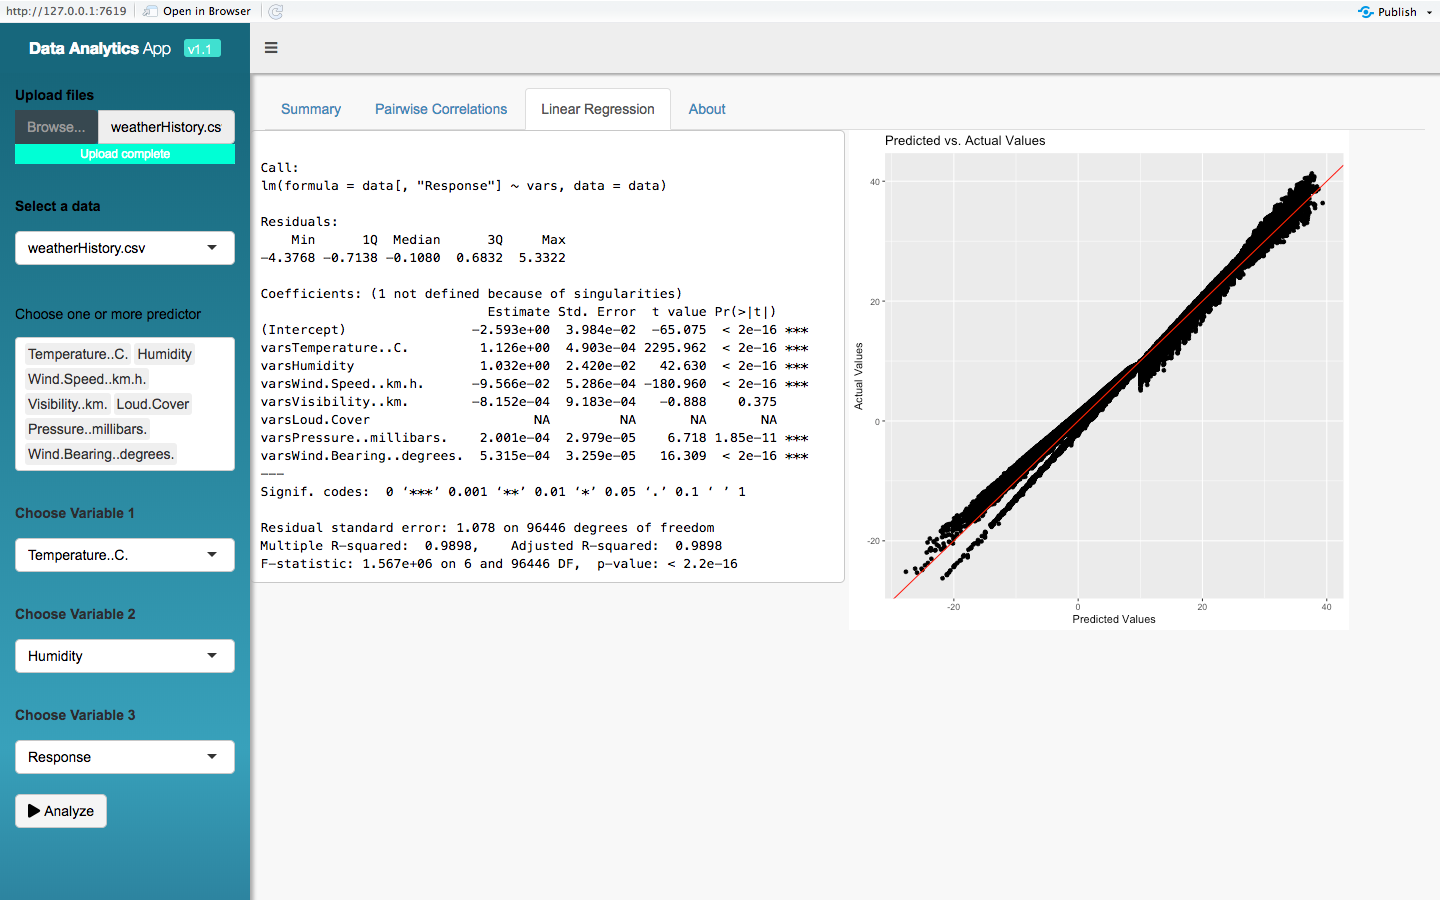 http://127.0.0.1:7619 Open in Browser Publish
Data Analytics App v1.1
Upload files
Browse... weatherHistory.cs
Upload complete
Select a data
weatherHistory.csv
Choose one or more predictor
Temperature..C. Humidity
Wind.Speed..km.h.
Visibility..km. Loud.Cover
Pressure..millibars.
Wind.Bearing..degrees.
Choose Variable 1
Temperature..C.
Choose Variable 2
Humidity
Choose Variable 3
Response
Analyze
Summary Pairwise Correlations Linear Regression About
Call:
lm(formula = data[, "Response"] ~ vars, data = data)
Residuals:
Min 1Q Median 3Q Max
−4.3768 −0.7138 −0.1080 0.6832 5.3322
Coefficients: (1 not defined because of singularities)
Estimate Std. Error t value Pr(>|t|)
(Intercept) −2.593e+00 3.984e−02 −65.075 < 2e−16 ***
varsTemperature..C. 1.126e+00 4.903e−04 2295.962 < 2e−16 ***
varsHumidity 1.032e+00 2.420e−02 42.630 < 2e−16 ***
varsWind.Speed..km.h. −9.566e−02 5.286e−04 −180.960 < 2e−16 ***
varsVisibility..km. −8.152e−04 9.183e−04 −0.888 0.375
varsLoud.Cover NA NA NA NA
varsPressure..millibars. 2.001e−04 2.979e−05 6.718 1.85e−11 ***
varsWind.Bearing..degrees. 5.315e−04 3.259e−05 16.309 < 2e−16 ***
−−−
Signif. codes: 0 ‘***’ 0.001 ‘**’ 0.01 ‘*’ 0.05 ‘.’ 0.1 ‘ ’ 1
Residual standard error: 1.078 on 96446 degrees of freedom
Multiple R−squared: 0.9898, Adjusted R−squared: 0.9898
F−statistic: 1.567e+06 on 6 and 96446 DF, p−value: < 2.2e−16
Predicted vs. Actual Values
40
20
0
-20
Actual Values
-20 0 20 40
Predicted Values